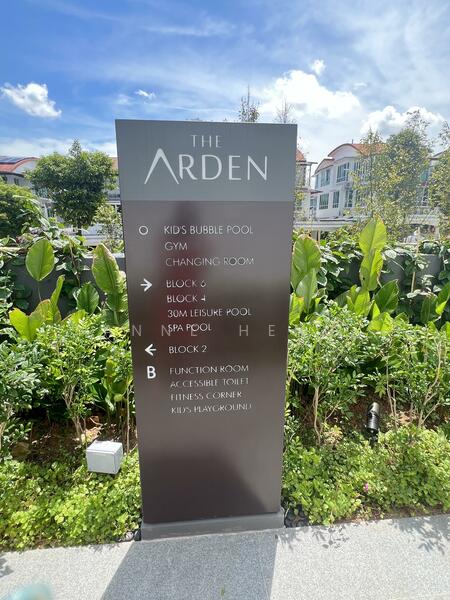 THE
ARDEN
KID'S BUBBLE POOL
GYM
CHANGING ROOM
→ BLOCK 6
BLOCK 4
30M LEISURE POOL
SPA POOL
← BLOCK 2
B FUNCTION ROOM
ACCESSIBLE TOILET
FITNESS CORNER
KID'S PLAYGROUND